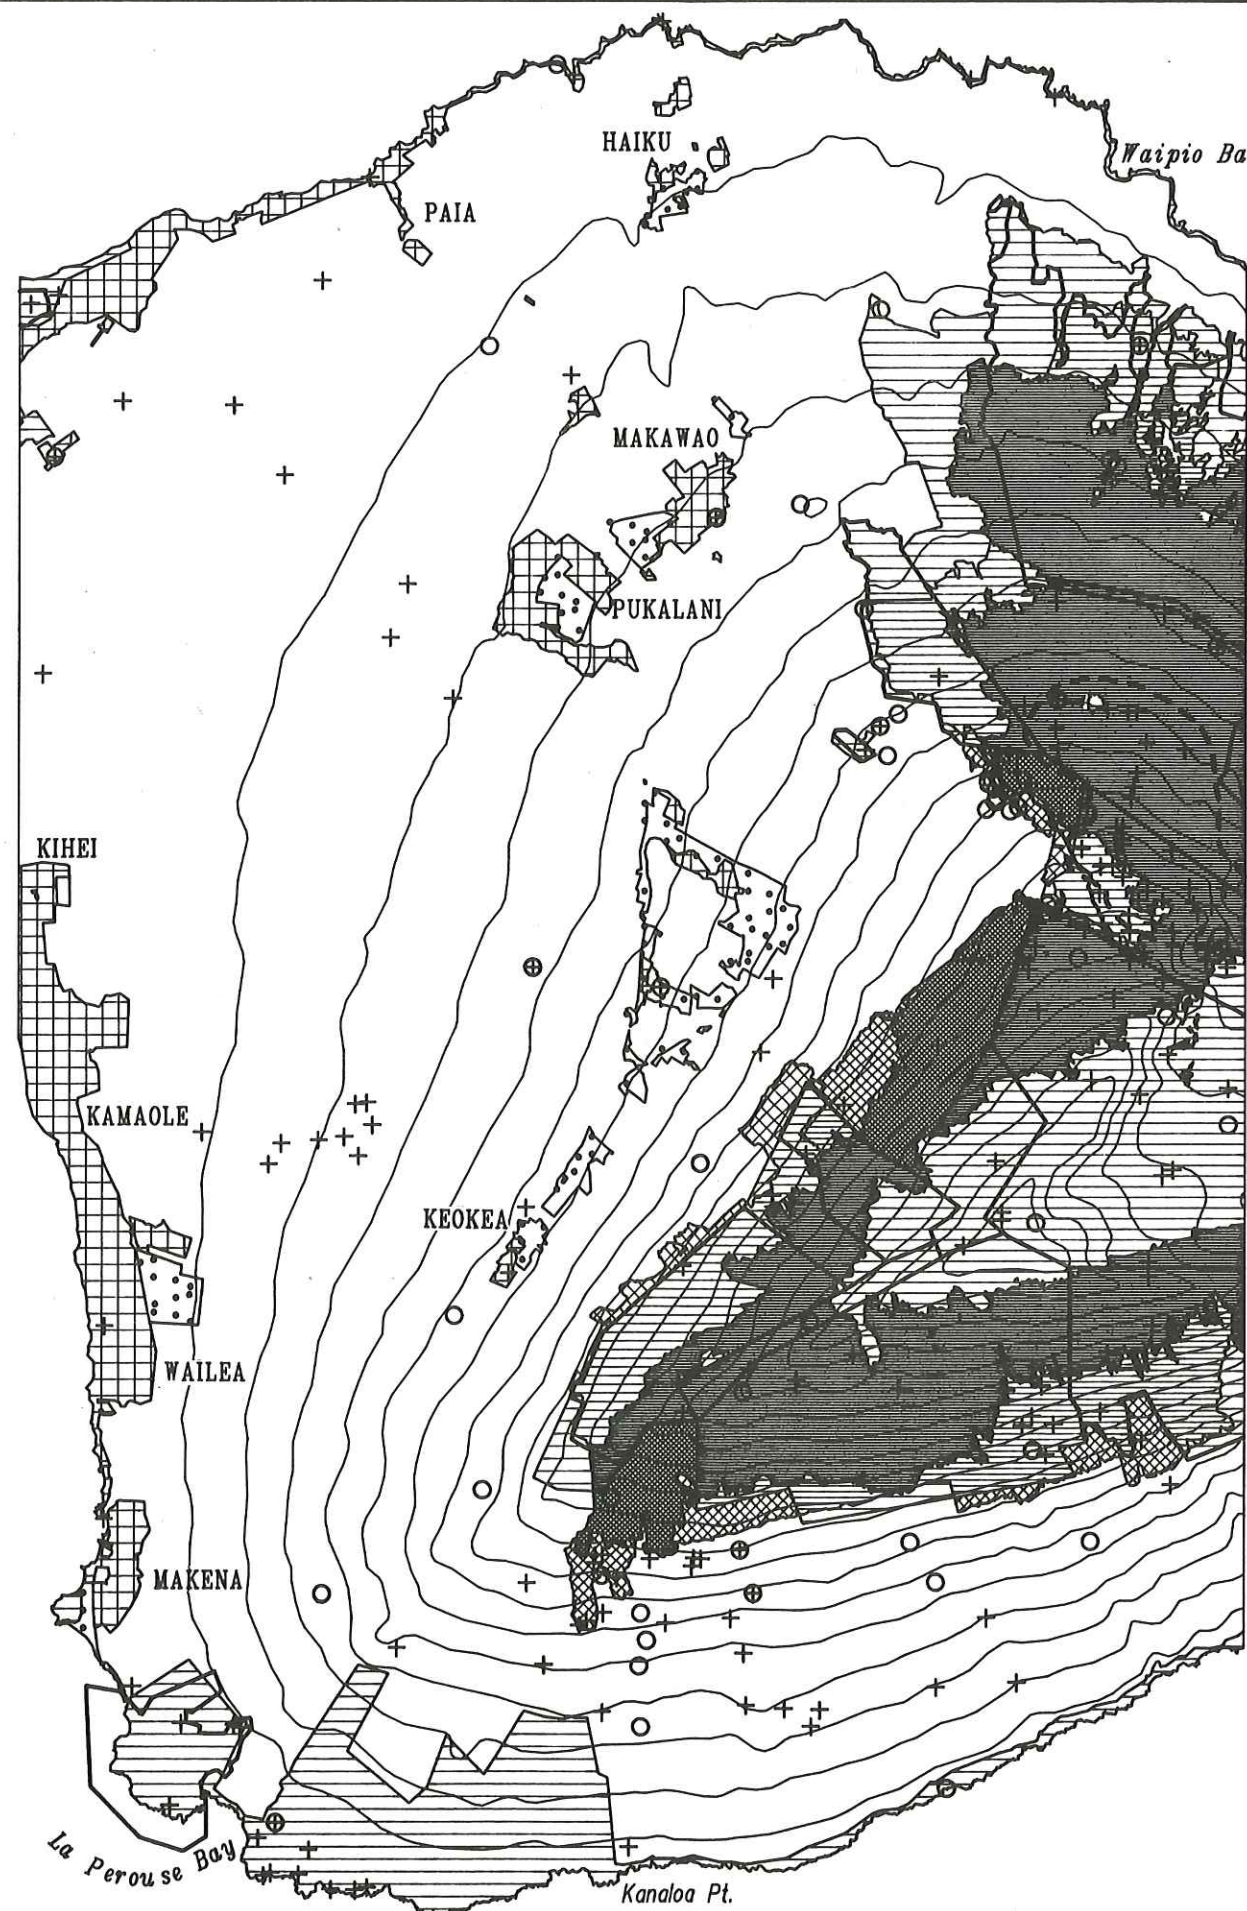 HAIKU
Waipio Ba
PAIA
MAKAWAO
PUKALANI
KIHEI
KAMAOLE
KEOKEA
WAILEA
MAKENA
La Perouse Bay
Kanaloa Pt.